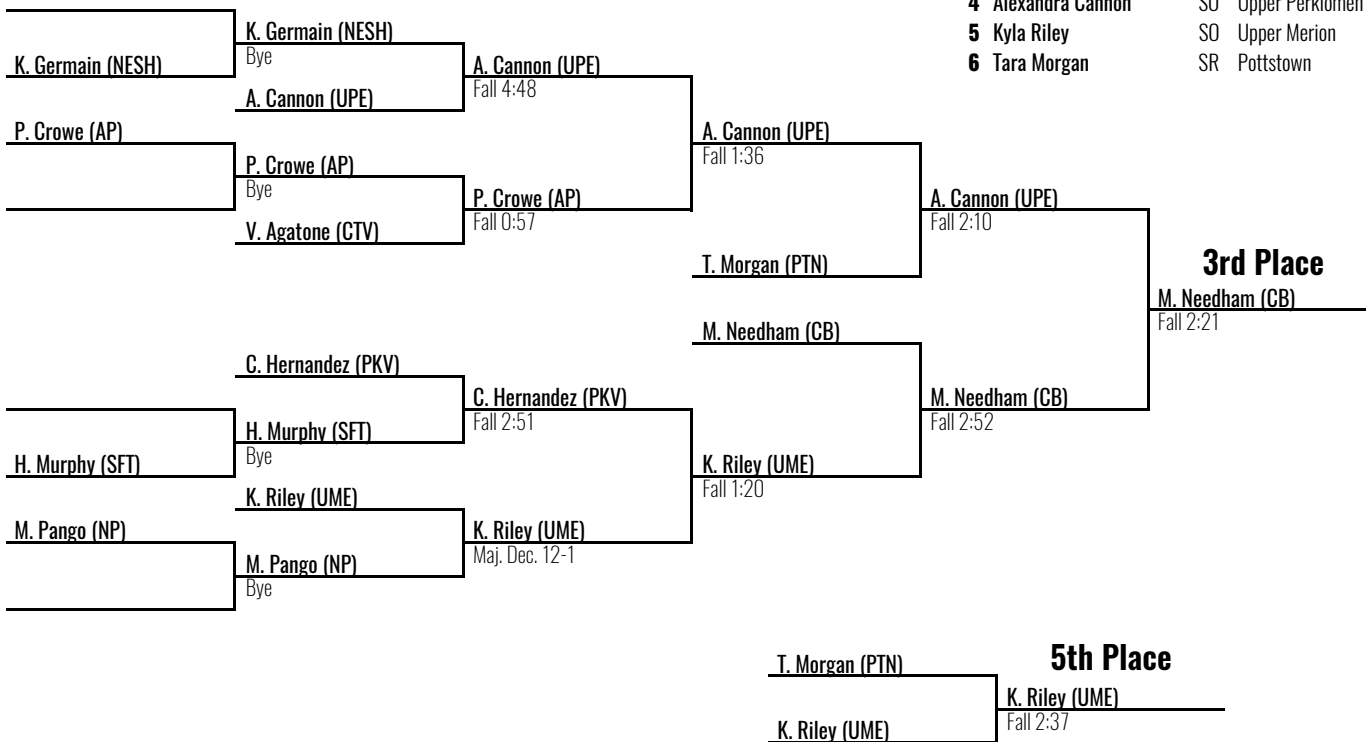 4 Alexandra Cannon SO Upper Perkiomen
K. Germain (NESH)
Bye
5 Kyla Riley SO Upper Merion
K. Germain (NESH)
A. Cannon (UPE)
Fall 4:48
6 Tara Morgan SR Pottstown
A. Cannon (UPE)
P. Crowe (AP)
A. Cannon (UPE)
Fall 1:36
P. Crowe (AP)
Bye
P. Crowe (AP)
Fall 0:57
A. Cannon (UPE)
Fall 2:10
V. Agatone (CTV)
T. Morgan (PTN)
3rd Place
M. Needham (CB)
Fall 2:21
M. Needham (CB)
C. Hernandez (PKV)
C. Hernandez (PKV)
Fall 2:51
M. Needham (CB)
Fall 2:52
H. Murphy (SFT)
Bye
H. Murphy (SFT)
K. Riley (UME)
Fall 1:20
K. Riley (UME)
M. Pango (NP)
K. Riley (UME)
Maj. Dec. 12-1
M. Pango (NP)
Bye
5th Place
T. Morgan (PTN)
K. Riley (UME)
Fall 2:37
K. Riley (UME)